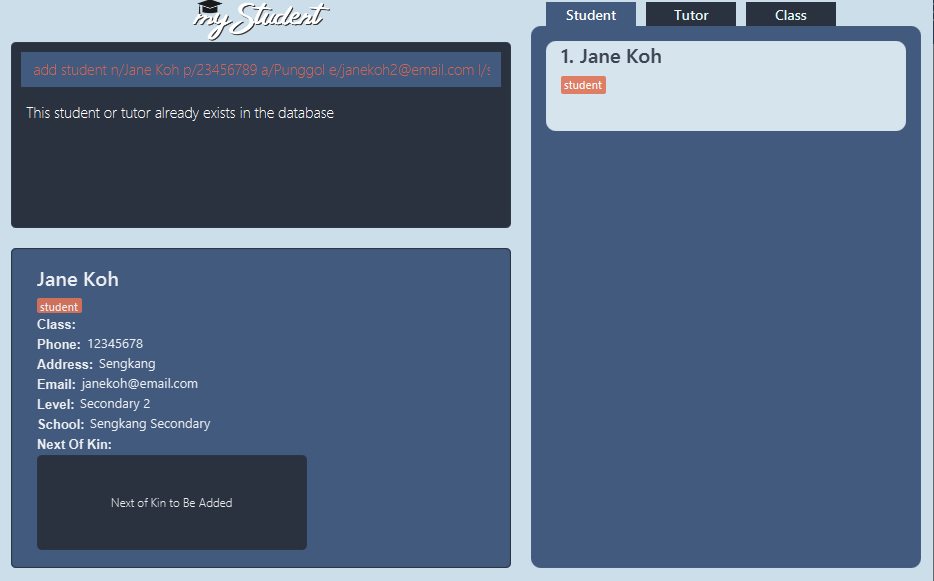 myStudent
add student n/Jane Koh p/23456789 a/Punggol e/janekoh2@email.com l/s
This student or tutor already exists in the database
Jane Koh
student
Class:
Phone: 12345678
Address: Sengkang
Email: janekoh@email.com
Level: Secondary 2
School: Sengkang Secondary
Next Of Kin:
Next of Kin to Be Added
Student Tutor Class
1. Jane Koh
student